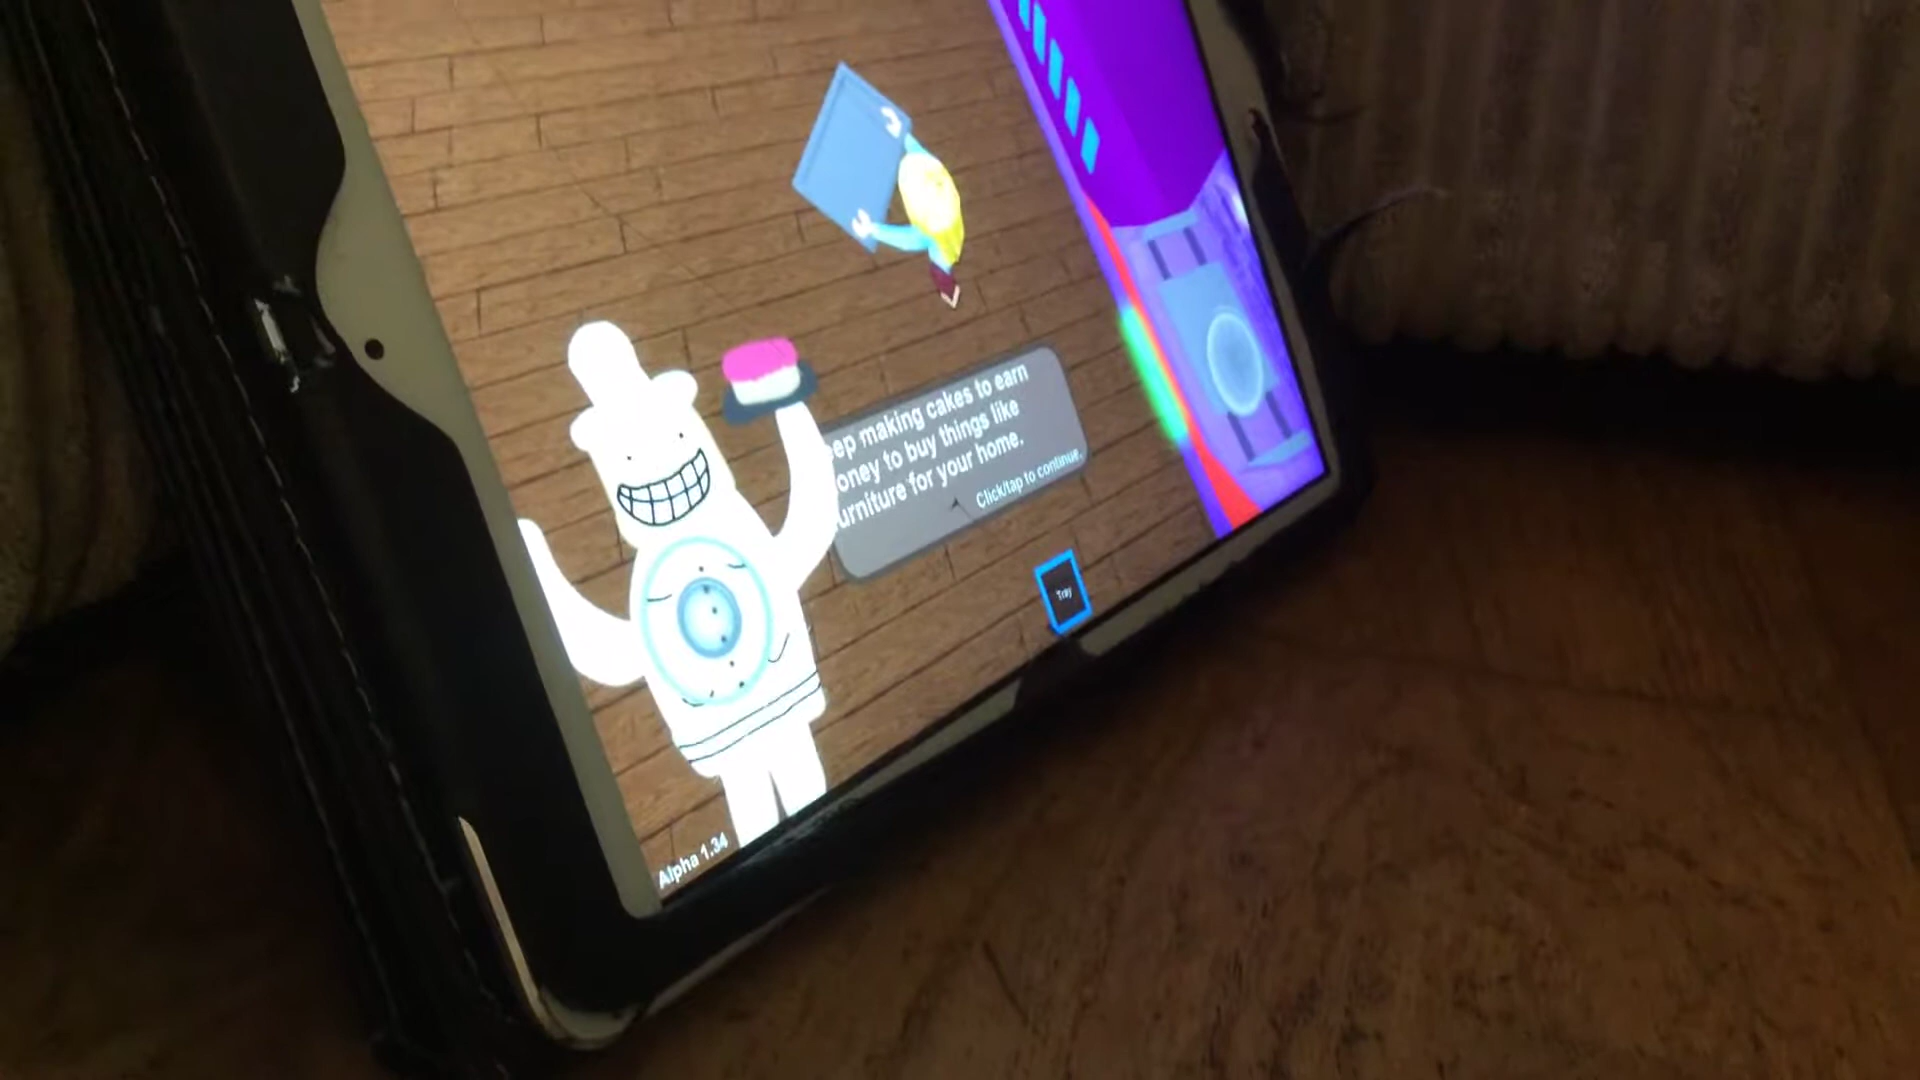 eep making cakes to earn
oney to buy things like
urniture for your home.
Click/tap to continue.
Tray
Alpha 1.34